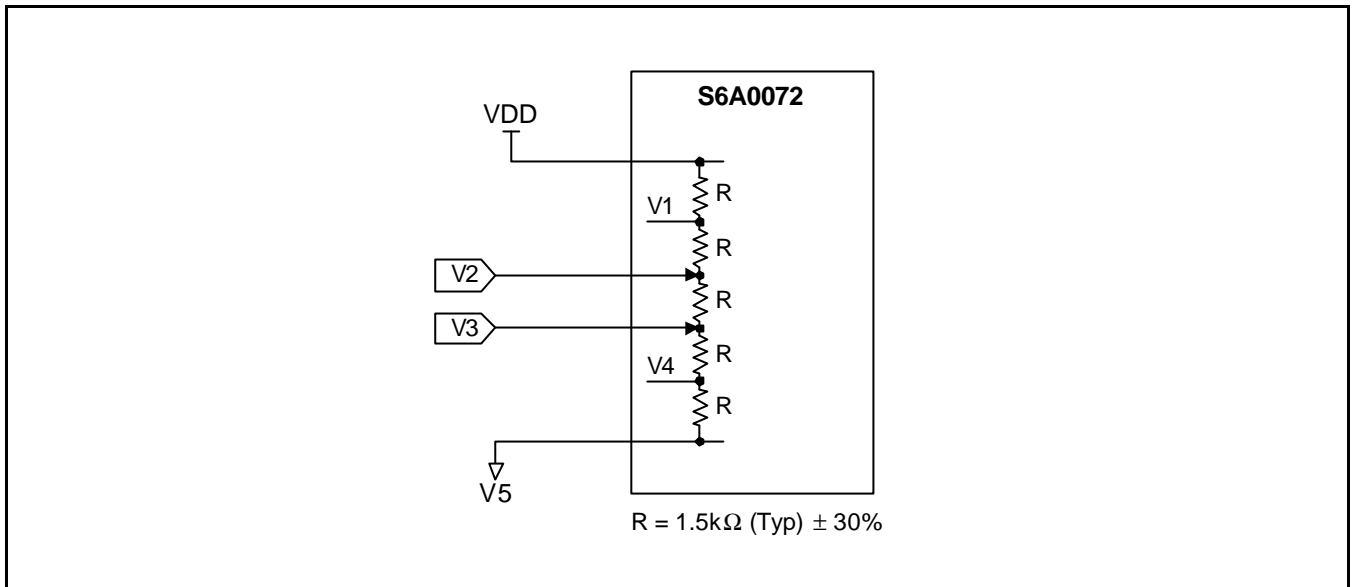 S6A0072
VDD
R
V1
R
V2
R
V3
R
V4
R
V5
R = 1.5kΩ (Typ) ± 30%